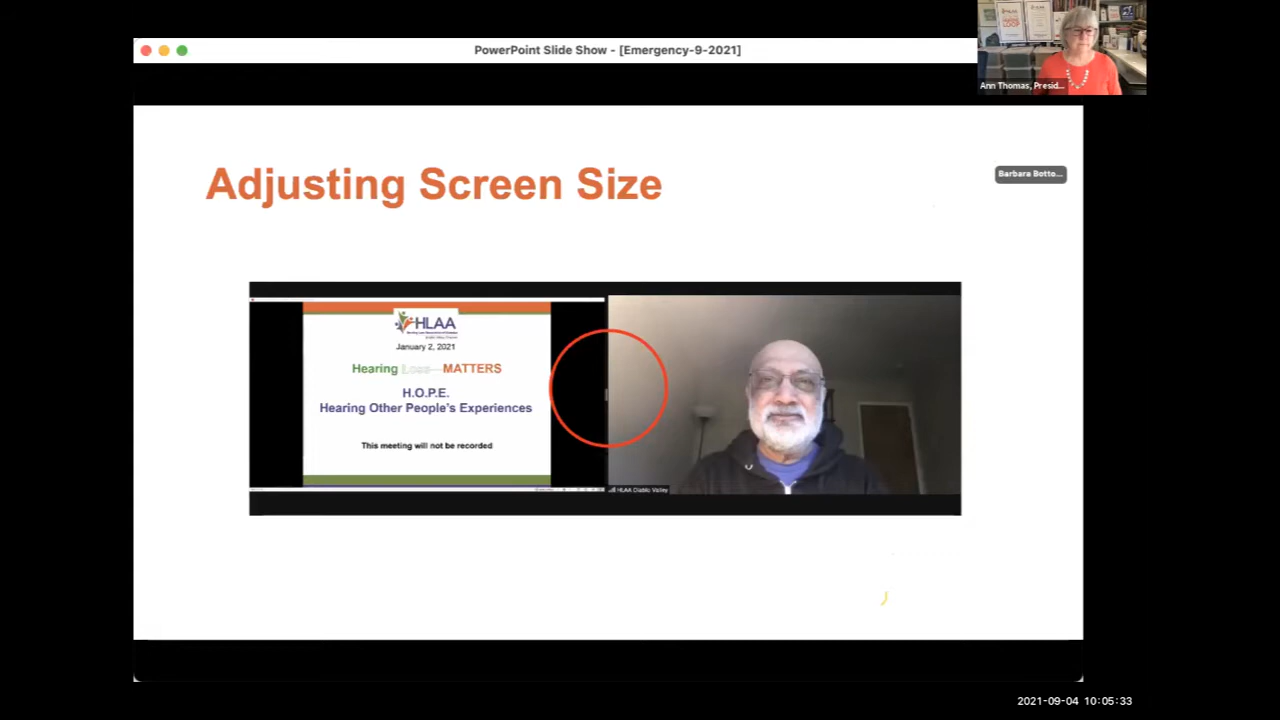 PowerPoint Slide Show - [Emergency-9-2021]
Ann Thomas, Presid...
Adjusting Screen Size
Barbara Botto...
HLAA
January 2, 2021
Hearing Loss MATTERS
H.O.P.E.
Hearing Other People's Experiences
This meeting will not be recorded
HLAA Diablo Valley
2021-09-04 10:05:33